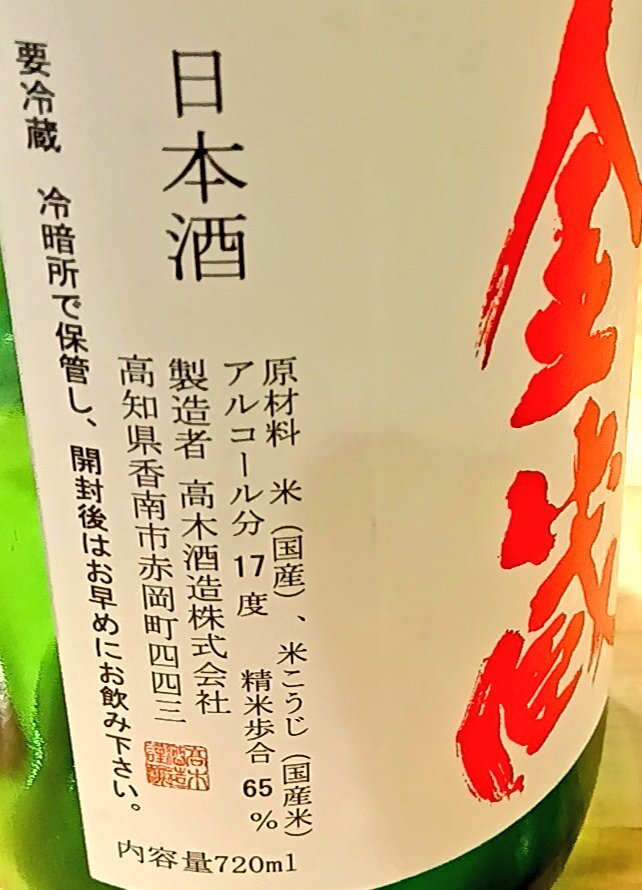 金蔵
日本酒
原材料 米（国産）、米こうじ（国産米）
アルコール分 17度 精米歩合 65%
製造者 高木酒造株式会社
高知県香南市赤岡町四四三
要冷蔵 冷暗所で保管し、開封後はお早めにお飲み下さい。
内容量720ml